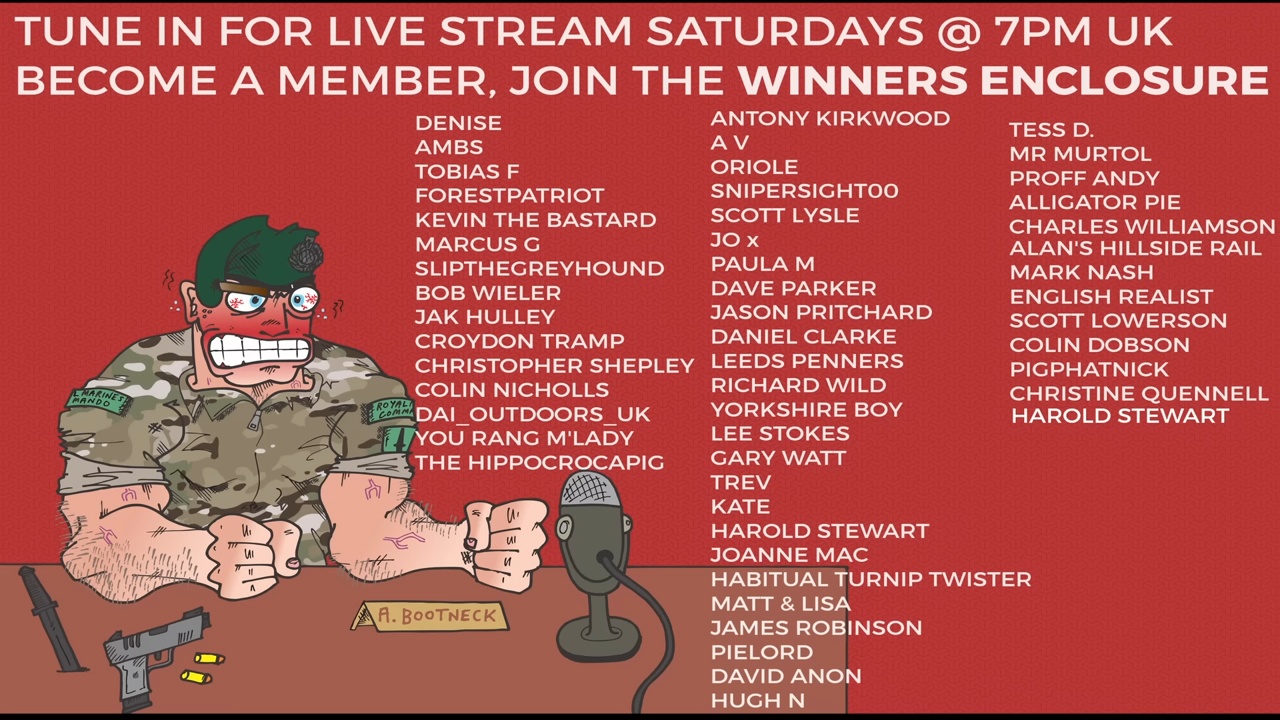 TUNE IN FOR LIVE STREAM SATURDAYS @ 7PM UK
BECOME A MEMBER, JOIN THE WINNERS ENCLOSURE
DENISE
AMBS
TOBIAS F
FORESTPATRIOT
KEVIN THE BASTARD
MARCUS G
SLIPTHEGREYHOUND
BOB WIELER
JAK HULLEY
CROYDON TRAMP
CHRISTOPHER SHEPLEY
COLIN NICHOLLS
DAI_OUTDOORS_UK
YOU RANG M'LADY
THE HIPPOCROCAPIG
ANTONY KIRKWOOD
A V
ORIOLE
SNIPERSIGHT00
SCOTT LYSLE
JO x
PAULA M
DAVE PARKER
JASON PRITCHARD
DANIEL CLARKE
LEEDS PENNERS
RICHARD WILD
YORKSHIRE BOY
LEE STOKES
GARY WATT
TREV
KATE
HAROLD STEWART
JOANNE MAC
HABITUAL TURNIP TWISTER
MATT & LISA
JAMES ROBINSON
PIELORD
DAVID ANON
HUGH N
TESS D.
MR MURTOL
PROFF ANDY
ALLIGATOR PIE
CHARLES WILLIAMSON
ALAN'S HILLSIDE RAIL
MARK NASH
ENGLISH REALIST
SCOTT LOWERSON
COLIN DOBSON
PIGPHATNICK
CHRISTINE QUENNELL
HAROLD STEWART
L MARINES
MANDO
ROYAL
COMM
A. BOOTNECK